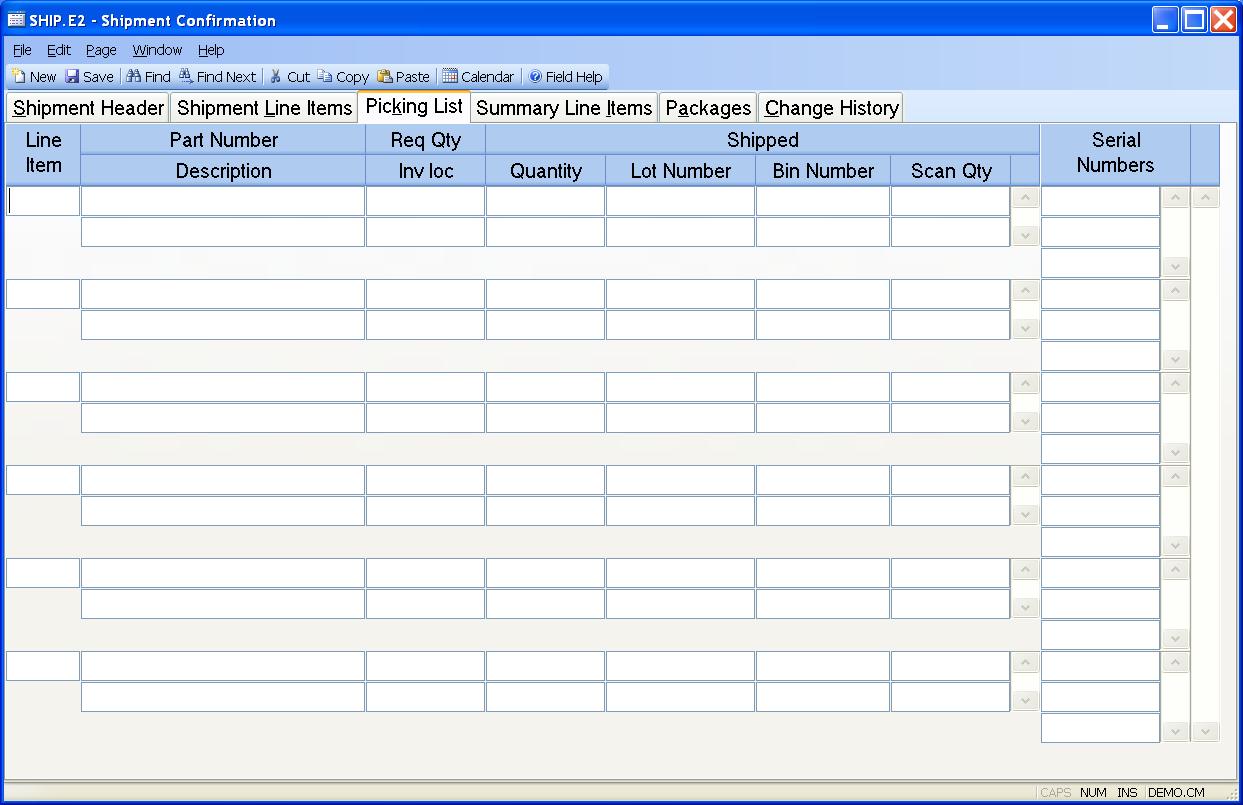 SHIP.E2 - Shipment Confirmation
File Edit Page Window Help
New Save Find Find Next Cut Copy Paste Calendar Field Help
Shipment Header Shipment Line Items Picking List Summary Line Items Packages Change History
Line Item Part Number Req Qty Shipped Serial Numbers
Description Inv loc Quantity Lot Number Bin Number Scan Qty
CAPS NUM INS DEMO.CM